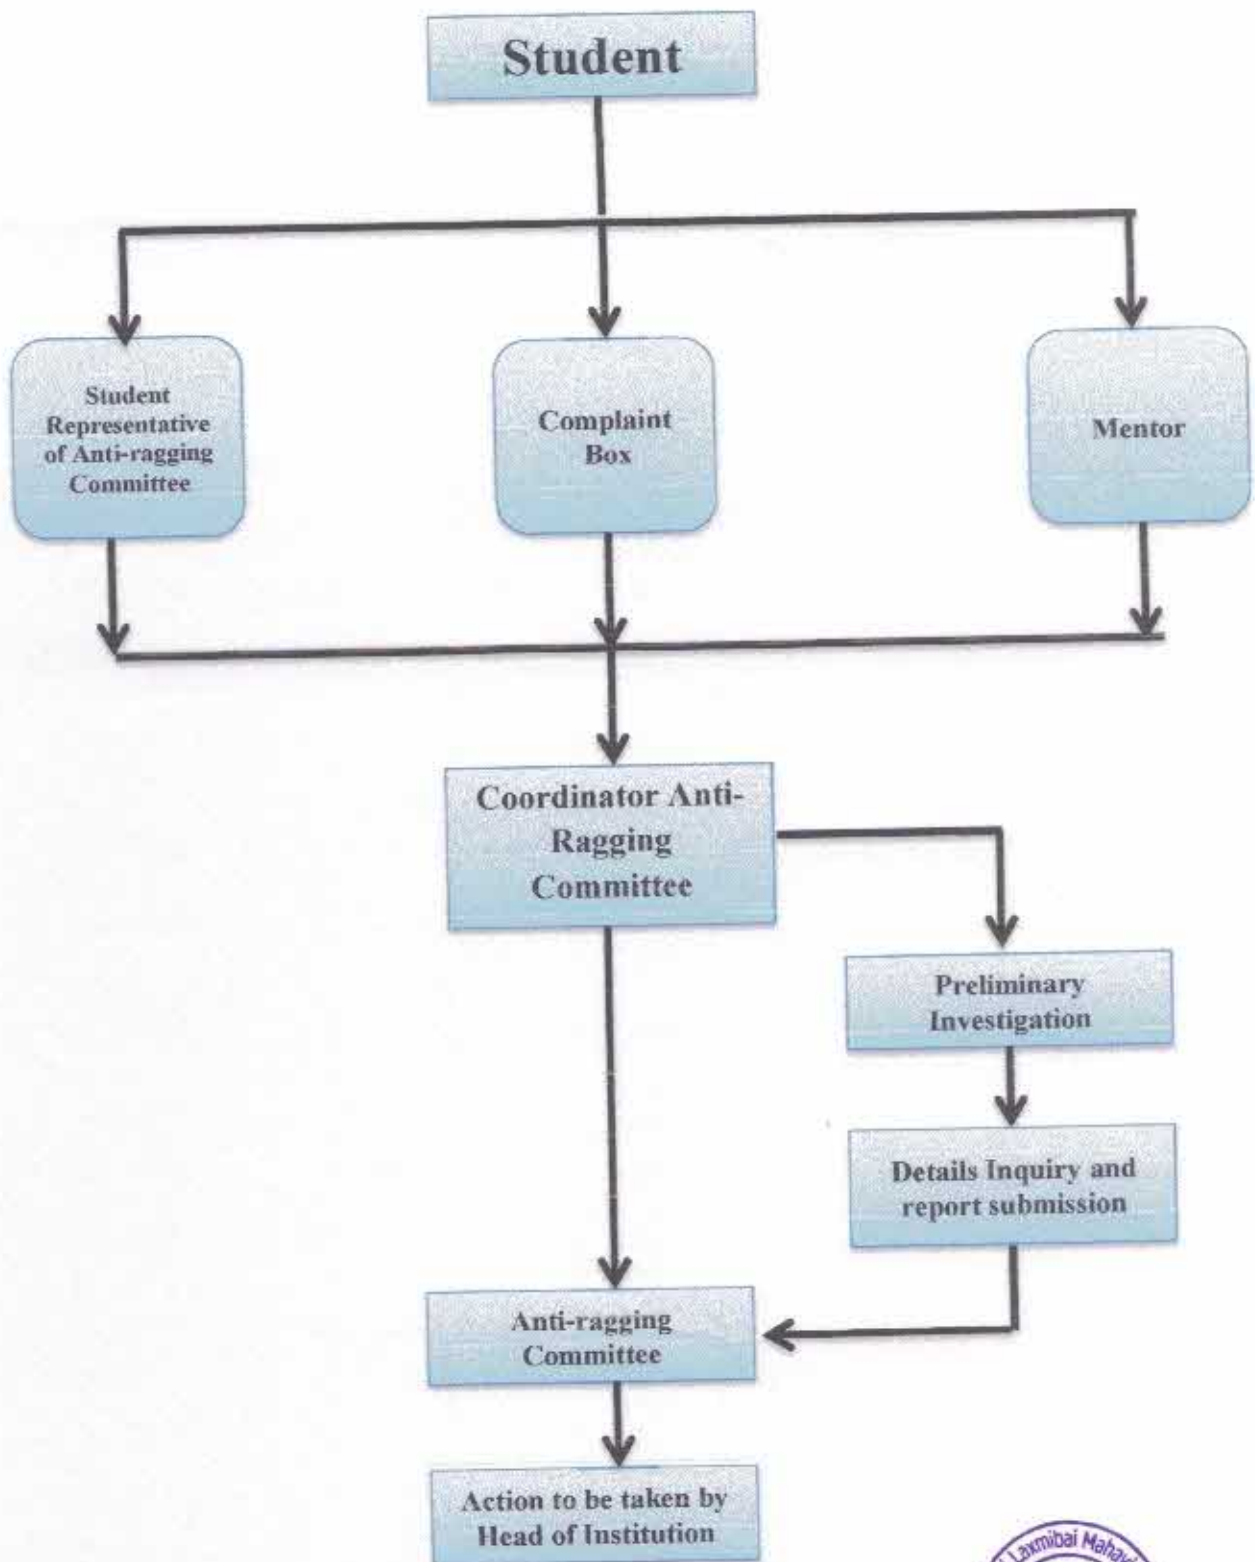 Student
Student
Representative
of Anti-ragging
Committee
Complaint
Box
Mentor
Coordinator Anti-
Ragging
Committee
Preliminary
Investigation
Details Inquiry and
report submission
Anti-ragging
Committee
Action to be taken by
Head of Institution
Laxmibai